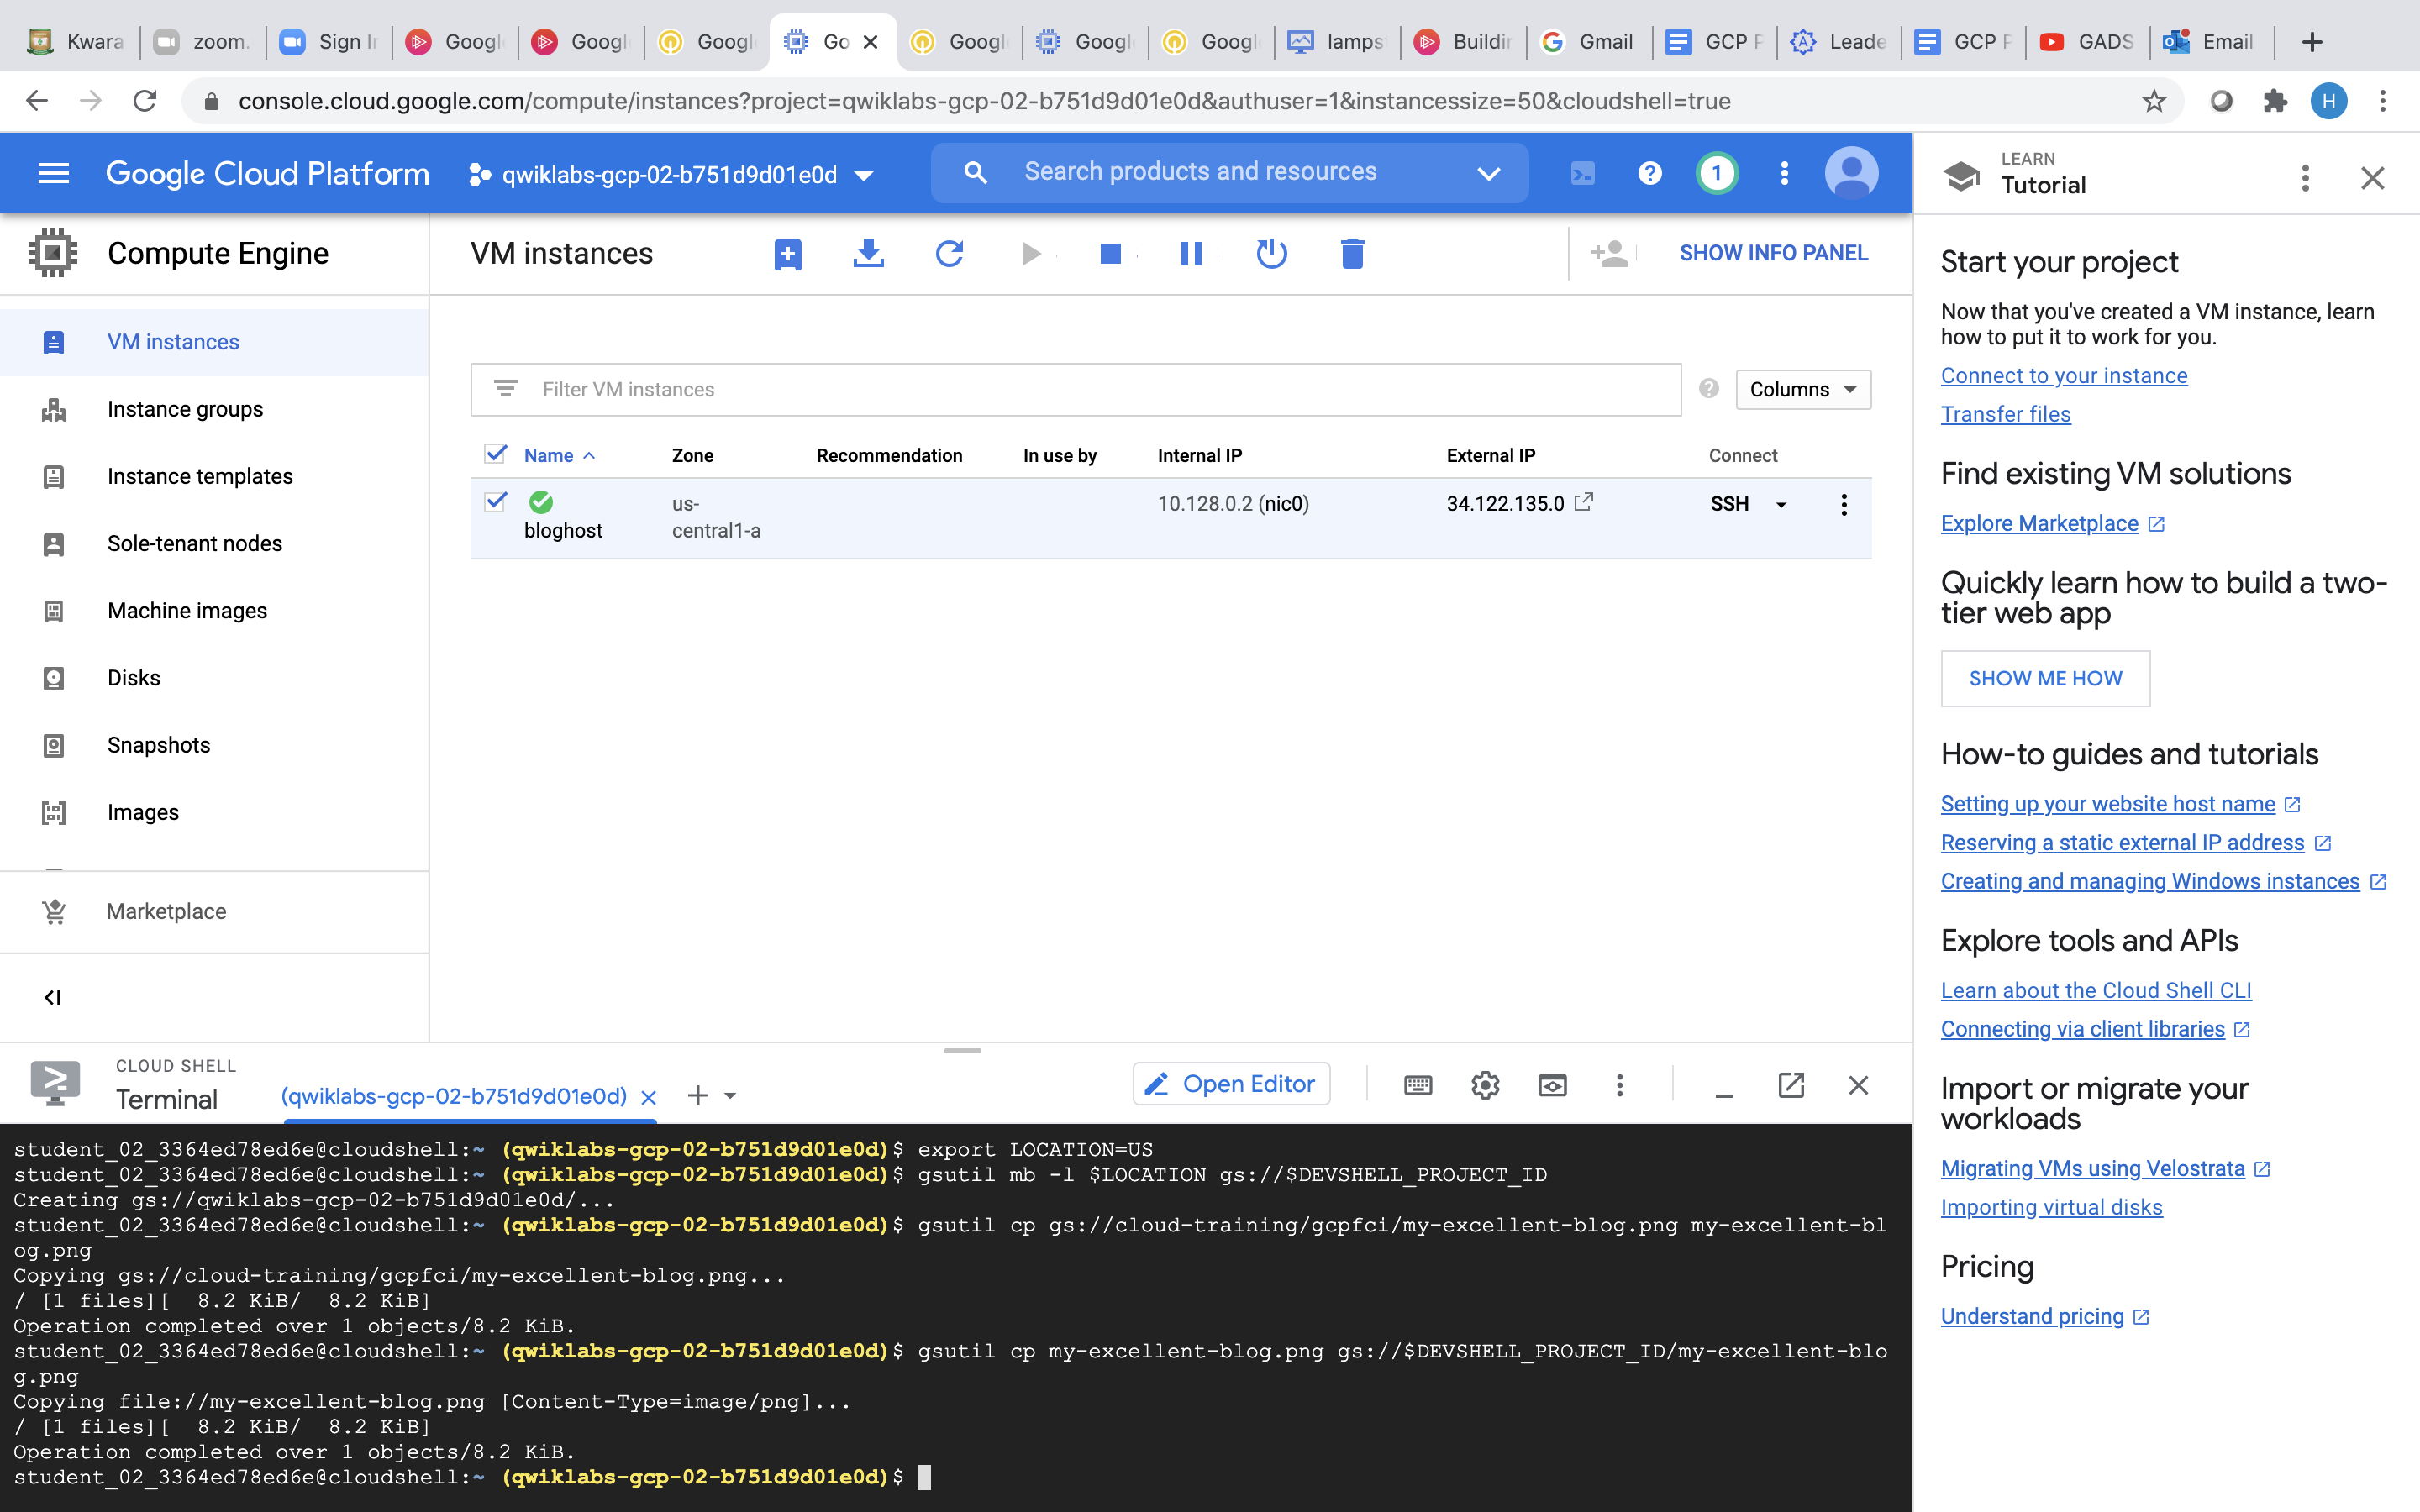 Kwara
zoom.
Sign In
Google
Google
Google
Go
Google
Google
Google
lamps
Buildin
Gmail
GCP P
Leade
GCP P
GADS
Email
console.cloud.google.com/compute/instances?project=qwiklabs-gcp-02-b751d9d01e0d&authuser=1&instancessize=50&cloudshell=true
H
Google Cloud Platform
qwiklabs-gcp-02-b751d9d01e0d
Search products and resources
1
Compute Engine
VM instances
Instance groups
Instance templates
Sole-tenant nodes
Machine images
Disks
Snapshots
Images
Marketplace
VM instances
SHOW INFO PANEL
Filter VM instances
Columns
Name Zone Recommendation In use by Internal IP External IP Connect
bloghost us-central1-a 10.128.0.2 (nic0) 34.122.135.0 SSH
LEARN
Tutorial
Start your project
Now that you've created a VM instance, learn
how to put it to work for you.
Connect to your instance
Transfer files
Find existing VM solutions
Explore Marketplace
Quickly learn how to build a two-
tier web app
SHOW ME HOW
How-to guides and tutorials
Setting up your website host name
Reserving a static external IP address
Creating and managing Windows instances
Explore tools and APIs
Learn about the Cloud Shell CLI
Connecting via client libraries
Import or migrate your
workloads
Migrating VMs using Velostrata
Importing virtual disks
Pricing
Understand pricing
CLOUD SHELL
Terminal
(qwiklabs-gcp-02-b751d9d01e0d)
Open Editor
student_02_3364ed78ed6e@cloudshell:~ (qwiklabs-gcp-02-b751d9d01e0d)$ export LOCATION=US
student_02_3364ed78ed6e@cloudshell:~ (qwiklabs-gcp-02-b751d9d01e0d)$ gsutil mb -l $LOCATION gs://$DEVSHELL_PROJECT_ID
Creating gs://qwiklabs-gcp-02-b751d9d01e0d/...
student_02_3364ed78ed6e@cloudshell:~ (qwiklabs-gcp-02-b751d9d01e0d)$ gsutil cp gs://cloud-training/gcpfci/my-excellent-blog.png my-excellent-bl
og.png
Copying gs://cloud-training/gcpfci/my-excellent-blog.png...
/ [1 files][  8.2 KiB/  8.2 KiB]
Operation completed over 1 objects/8.2 KiB.
student_02_3364ed78ed6e@cloudshell:~ (qwiklabs-gcp-02-b751d9d01e0d)$ gsutil cp my-excellent-blog.png gs://$DEVSHELL_PROJECT_ID/my-excellent-blo
g.png
Copying file://my-excellent-blog.png [Content-Type=image/png]...
/ [1 files][  8.2 KiB/  8.2 KiB]
Operation completed over 1 objects/8.2 KiB.
student_02_3364ed78ed6e@cloudshell:~ (qwiklabs-gcp-02-b751d9d01e0d)$